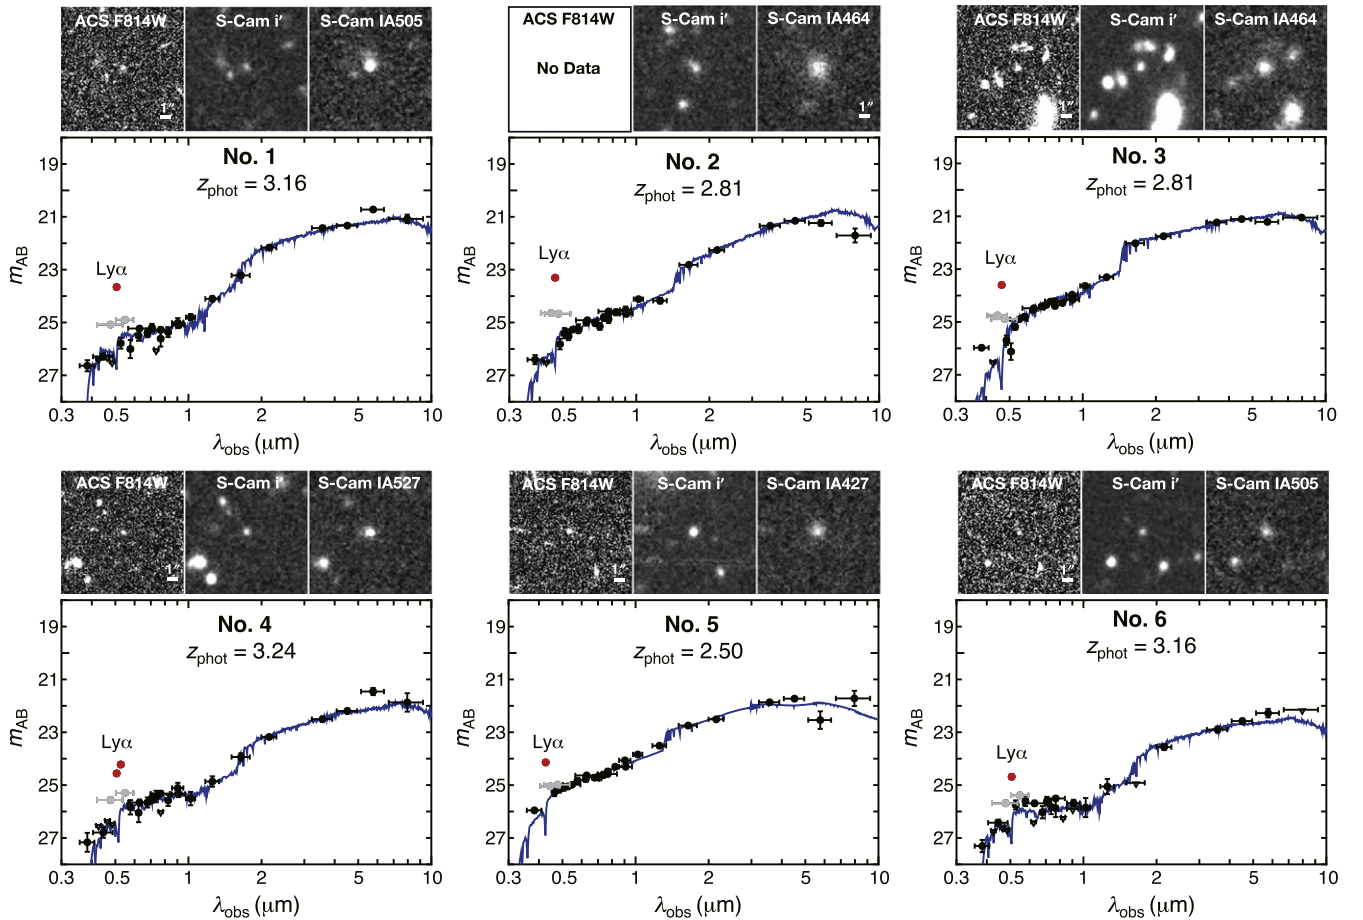 ACS F814W S-Cam i′ S-Cam IA505
1″
No. 1
zphot = 3.16
Lyα
mAB
19
21
23
25
27
0.3 0.5 1 2 5 10
λobs (μm)
ACS F814W S-Cam i′ S-Cam IA464
No Data
1″
No. 2
zphot = 2.81
Lyα
mAB
19
21
23
25
27
0.3 0.5 1 2 5 10
λobs (μm)
ACS F814W S-Cam i′ S-Cam IA464
1″
No. 3
zphot = 2.81
Lyα
mAB
19
21
23
25
27
0.3 0.5 1 2 5 10
λobs (μm)
ACS F814W S-Cam i′ S-Cam IA527
1″
No. 4
zphot = 3.24
Lyα
mAB
19
21
23
25
27
0.3 0.5 1 2 5 10
λobs (μm)
ACS F814W S-Cam i′ S-Cam IA427
1″
No. 5
zphot = 2.50
Lyα
mAB
19
21
23
25
27
0.3 0.5 1 2 5 10
λobs (μm)
ACS F814W S-Cam i′ S-Cam IA505
1″
No. 6
zphot = 3.16
Lyα
mAB
19
21
23
25
27
0.3 0.5 1 2 5 10
λobs (μm)